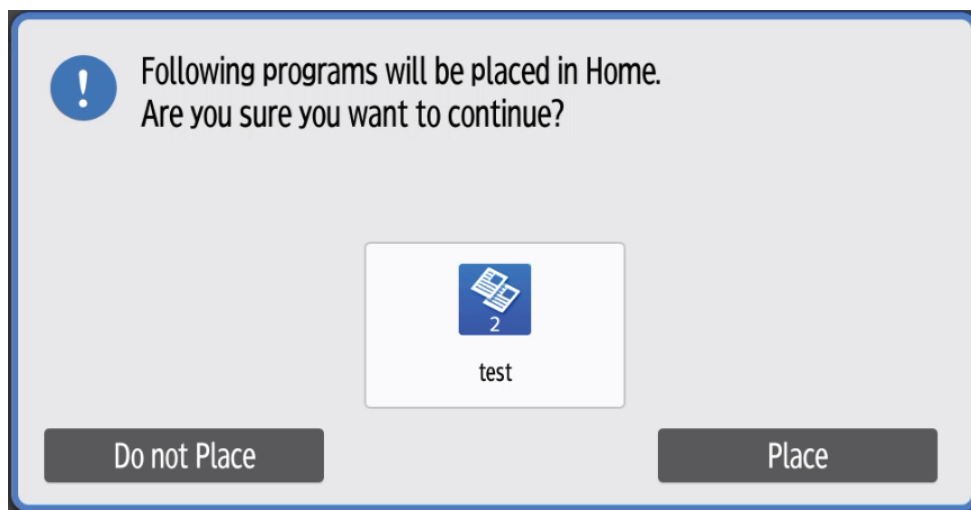 !
Following programs will be placed in Home.
Are you sure you want to continue?
2
test
Do not Place
Place